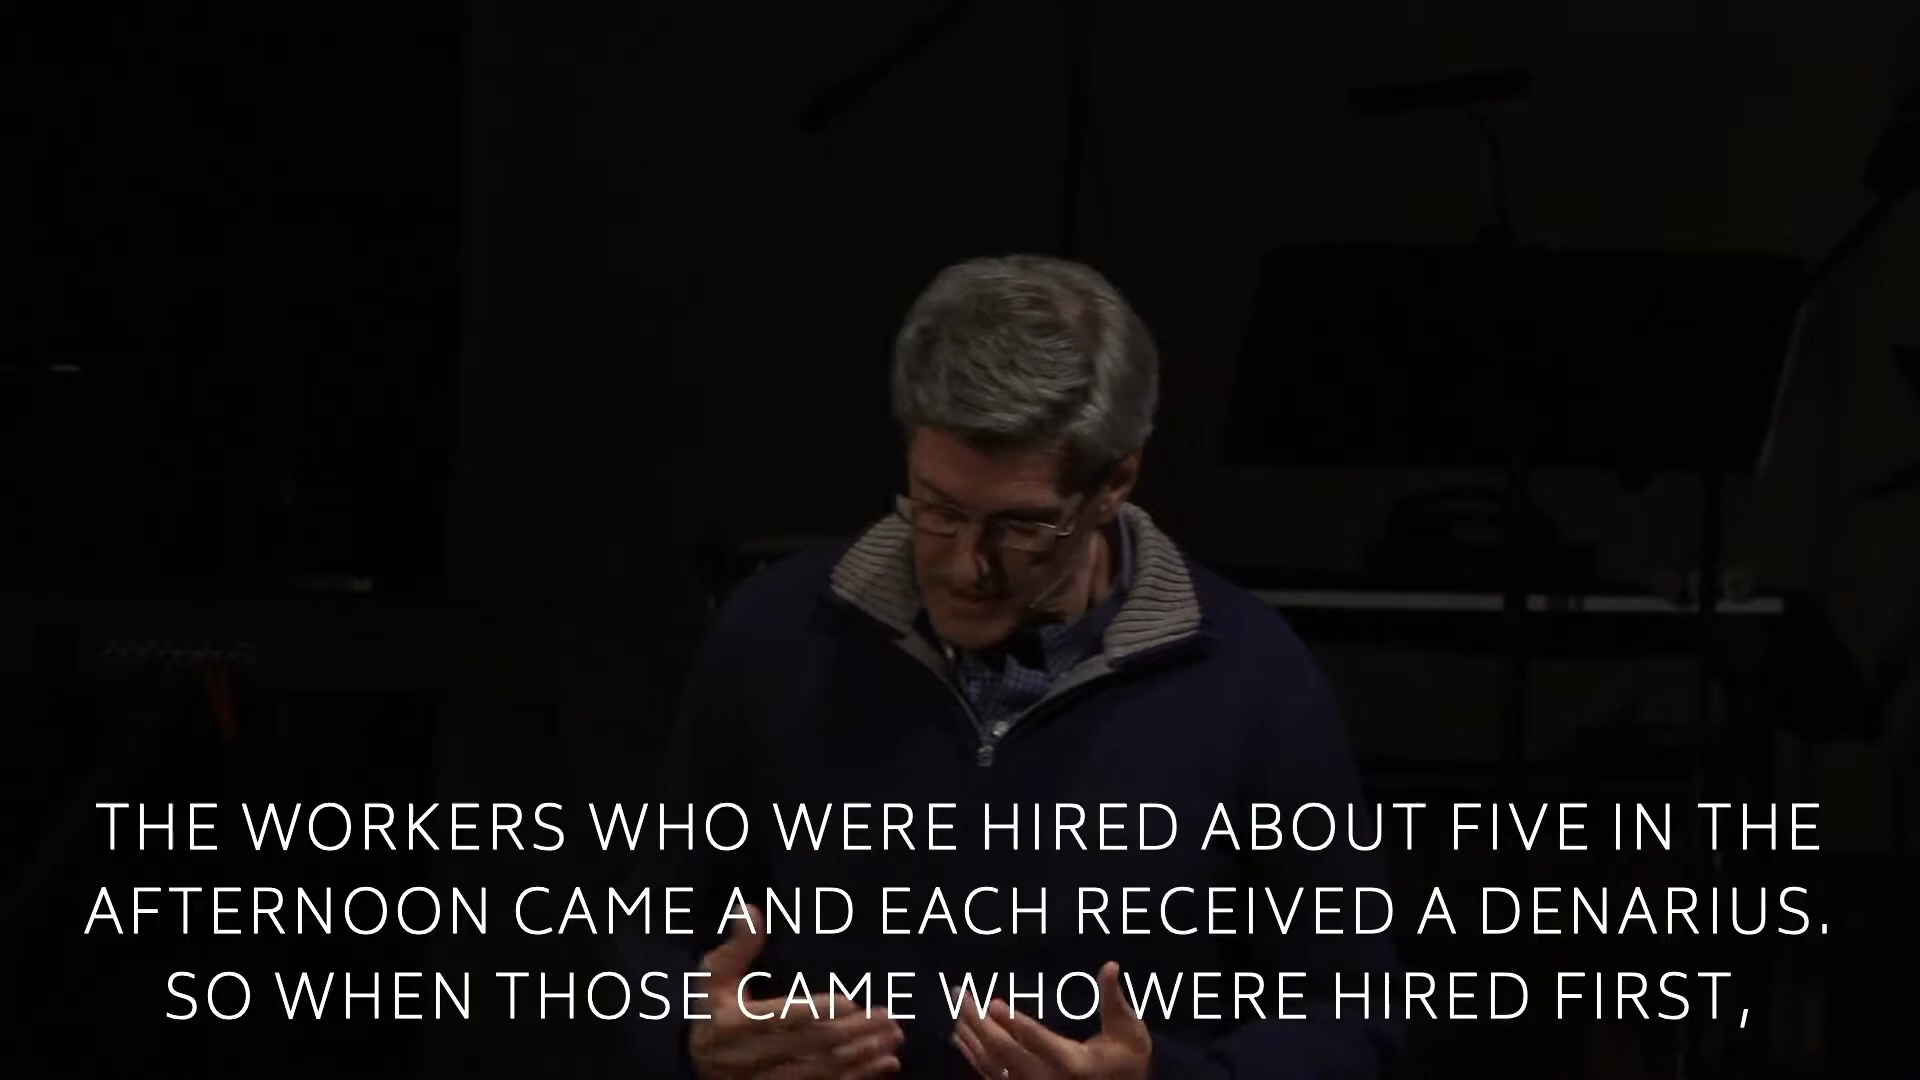 THE WORKERS WHO WERE HIRED ABOUT FIVE IN THE
AFTERNOON CAME AND EACH RECEIVED A DENARIUS.
SO WHEN THOSE CAME WHO WERE HIRED FIRST,